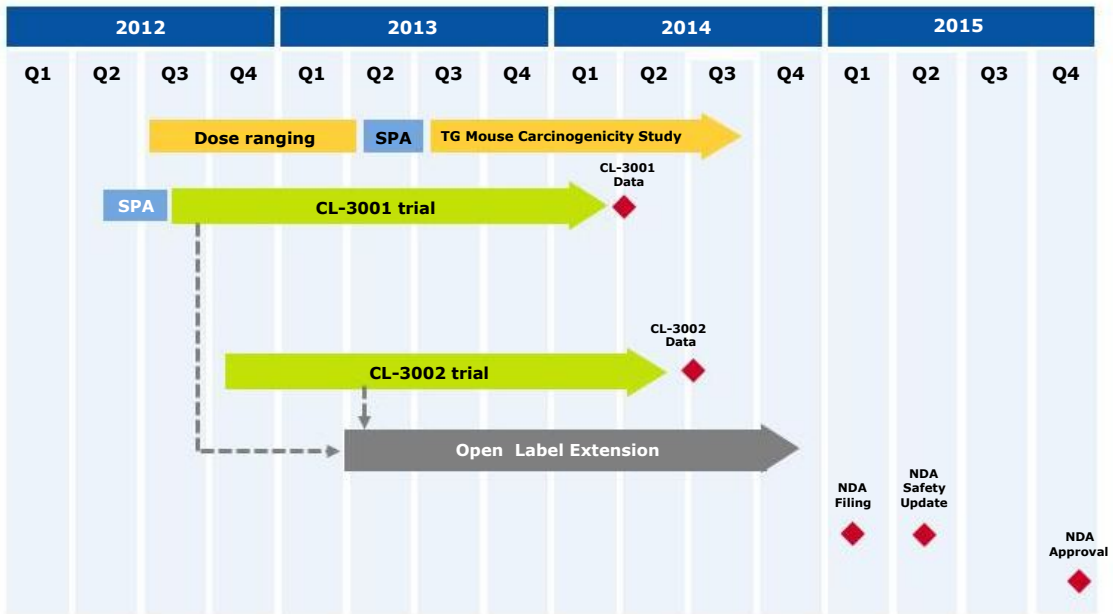 2012 2013 2014 2015
Q1 Q2 Q3 Q4 Q1 Q2 Q3 Q4 Q1 Q2 Q3 Q4 Q1 Q2 Q3 Q4
Dose ranging SPA TG Mouse Carcinogenicity Study
CL-3001
Data
SPA CL-3001 trial
CL-3002
Data
CL-3002 trial
Open Label Extension
NDA
Filing
NDA
Safety
Update
NDA
Approval